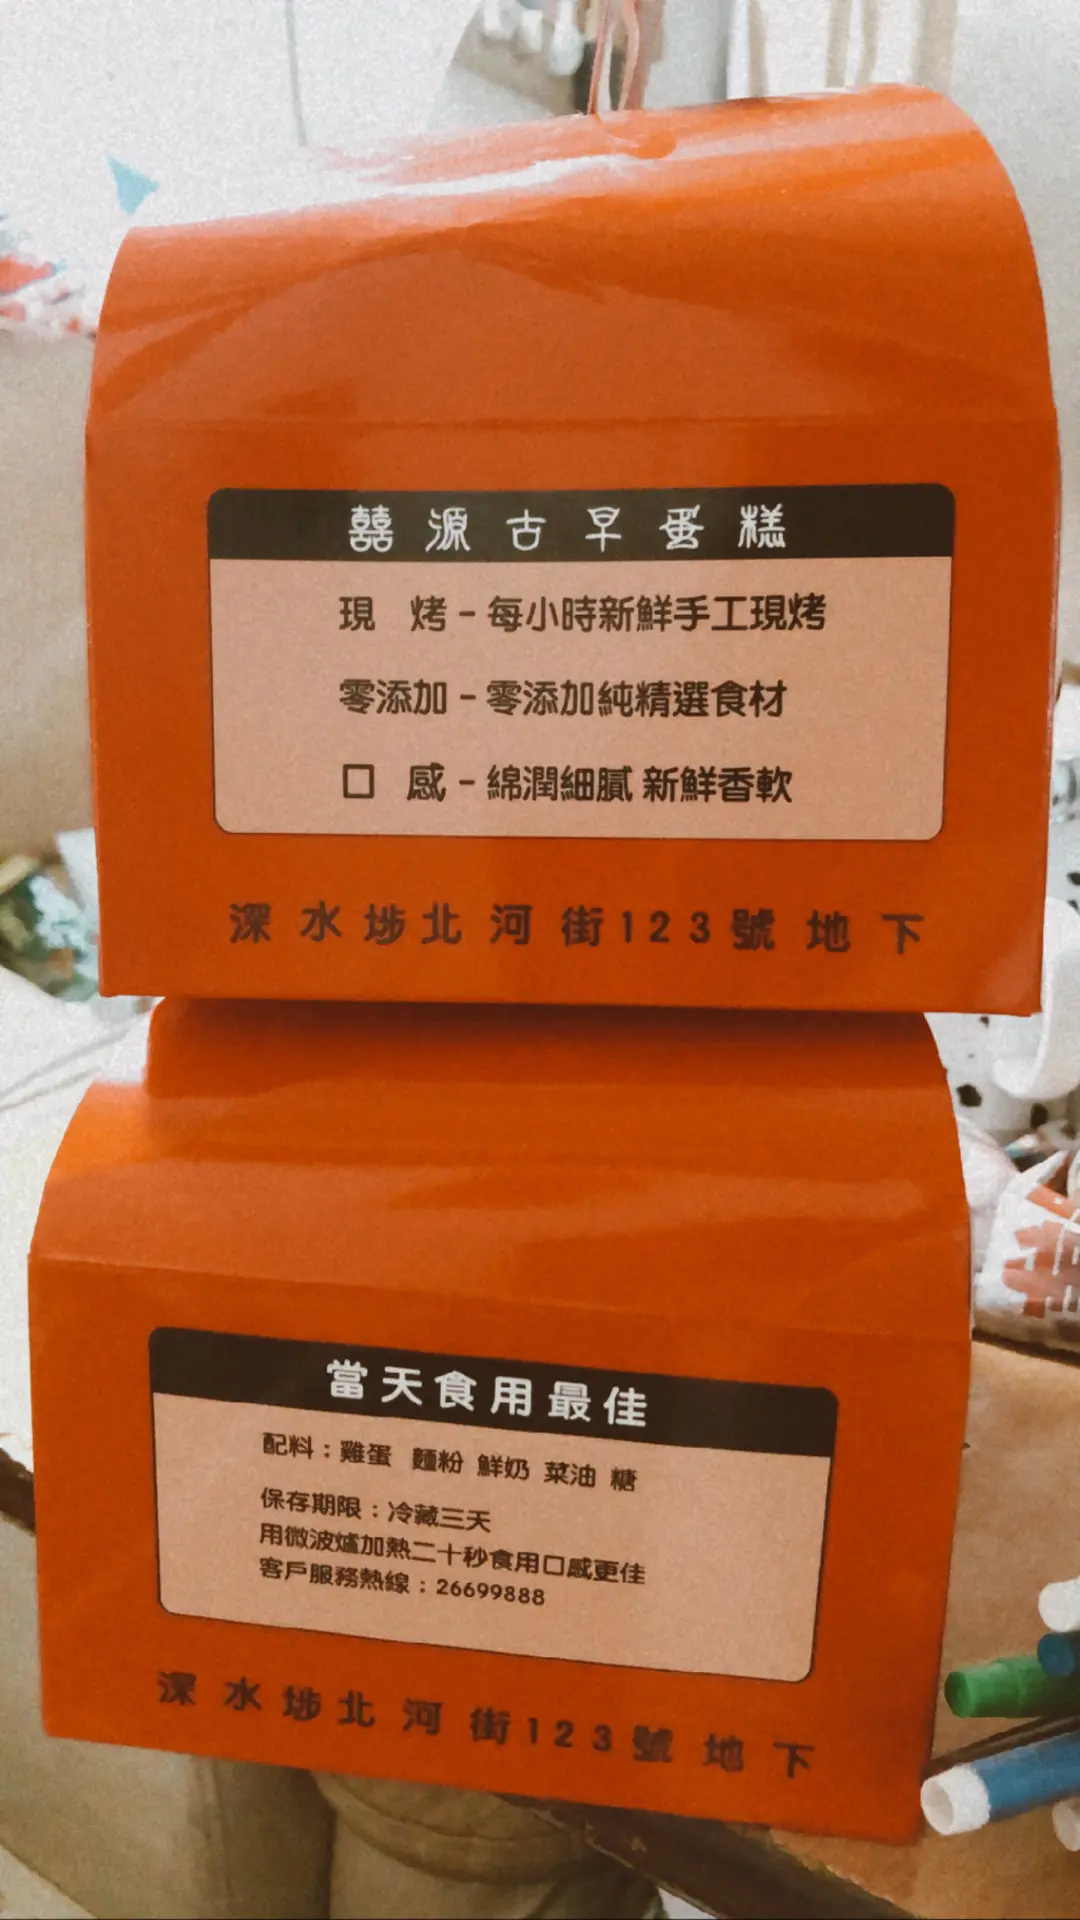 囍源古早蛋糕
現 烤 - 每小時新鮮手工現烤
零添加 - 零添加純精選食材
口 感 - 綿潤細膩 新鮮香軟
深水埗北河街123號地下
當天食用最佳
配料：雞蛋 麵粉 鮮奶 菜油 糖
保存期限：冷藏三天
用微波爐加熱二十秒食用口感更佳
客戶服務熱線：26699888
深水埗北河街123號地下